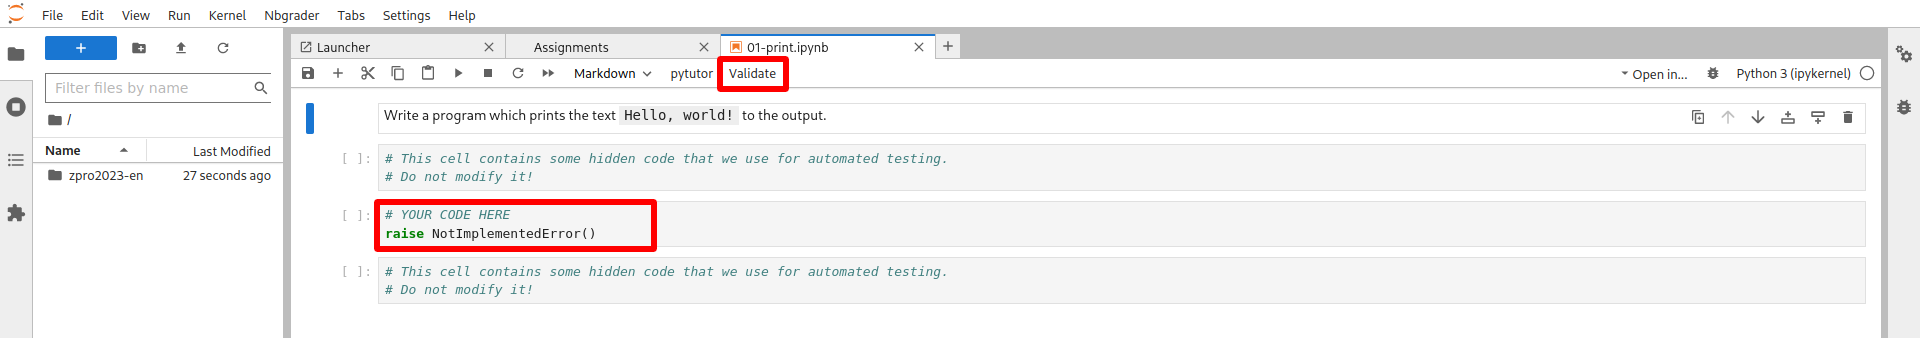 File Edit View Run Kernel Nbgrader Tabs Settings Help
Launcher
Assignments
01-print.ipynb
Markdown
pytutor
Validate
Open in...
Python 3 (ipykernel)
Filter files by name
/
Name
Last Modified
zpro2023-en
27 seconds ago
Write a program which prints the text Hello, world! to the output.
[ ]:
# This cell contains some hidden code that we use for automated testing.
# Do not modify it!
[ ]:
# YOUR CODE HERE
raise NotImplementedError()
[ ]:
# This cell contains some hidden code that we use for automated testing.
# Do not modify it!